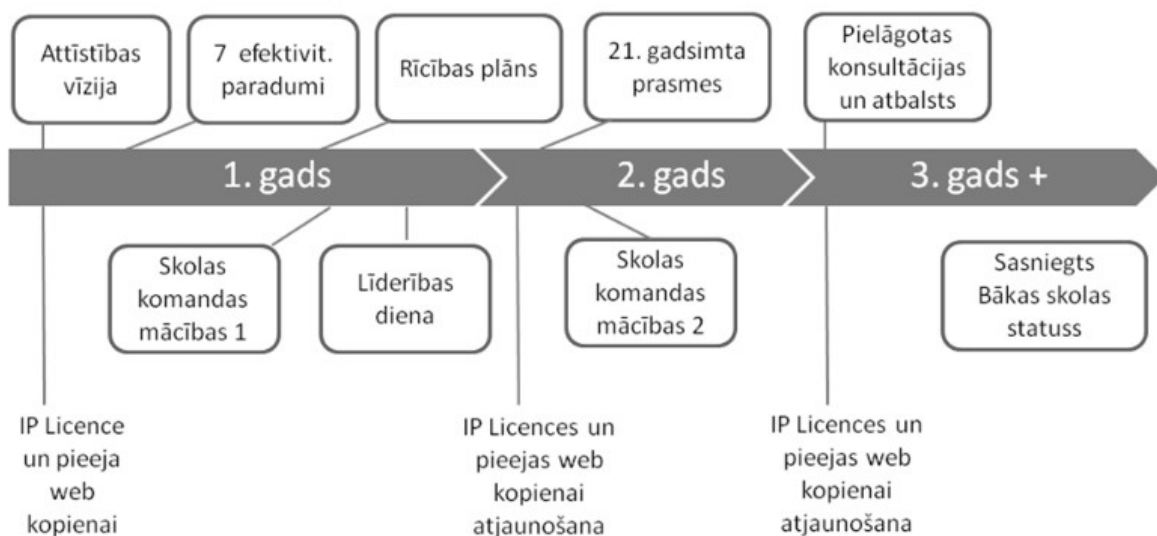 Attīstības
vīzija
7 efektivit.
paradumi
Rīcības plāns
21. gadsimta
prasmes
Pielāgotas
konsultācijas
un atbalsts
1. gads
2. gads
3. gads +
Skolas
komandas
mācības 1
Līderības
diena
Skolas
komandas
mācības 2
Sasniegts
Bākas skolas
statuss
IP Licence
un pieeja
web
kopienai
IP Licences un
pieejas web
kopienai
atjaunošana
IP Licences un
pieejas web
kopienai
atjaunošana